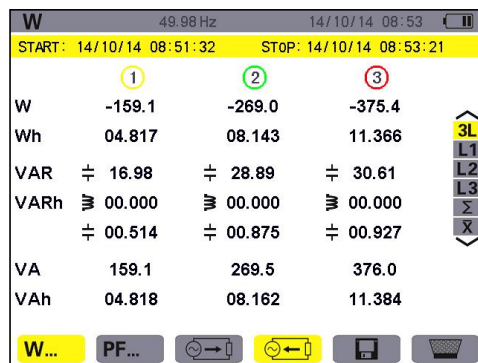 W 49.98 Hz 14/10/14 08:53
START: 14/10/14 08:51:32 STOP: 14/10/14 08:53:21
1 2 3
W -159.1 -269.0 -375.4
Wh 04.817 08.143 11.366
3L
L1
VAR 16.98 28.89 30.61
L2
L3
VARh 00.000 00.000 00.000
Σ
00.514 00.875 00.927
X̄
VA 159.1 269.5 376.0
VAh 04.818 08.162 11.384
W... PF...